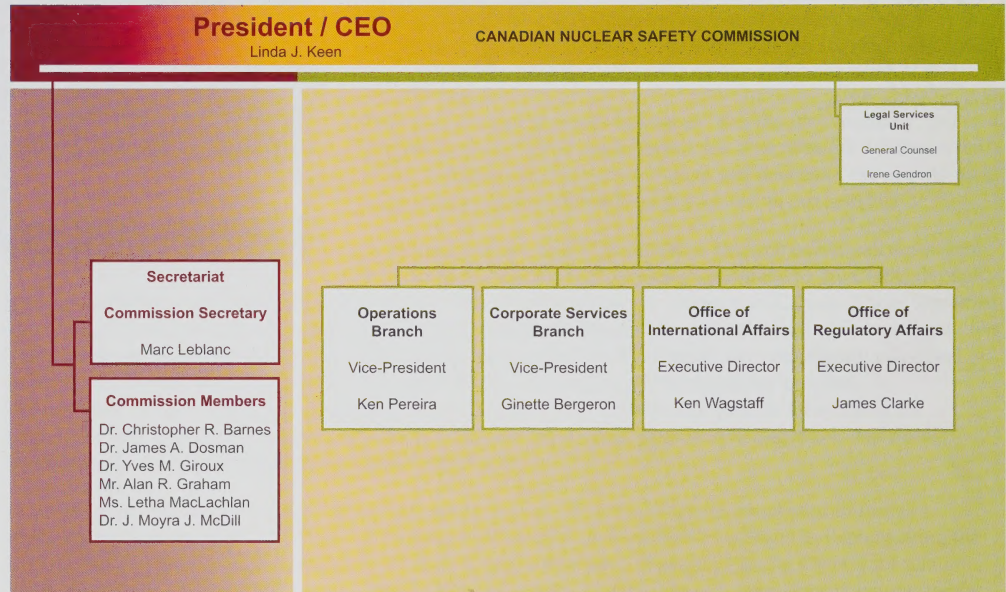 President / CEO
Linda J. Keen
CANADIAN NUCLEAR SAFETY COMMISSION
Legal Services
Unit
General Counsel
Irene Gendron
Secretariat
Commission Secretary
Marc Leblanc
Commission Members
Dr. Christopher R. Barnes
Dr. James A. Dosman
Dr. Yves M. Giroux
Mr. Alan R. Graham
Ms. Letha MacLachlan
Dr. J. Moyra J. McDill
Operations
Branch
Vice-President
Ken Pereira
Corporate Services
Branch
Vice-President
Ginette Bergeron
Office of
International Affairs
Executive Director
Ken Wagstaff
Office of
Regulatory Affairs
Executive Director
James Clarke